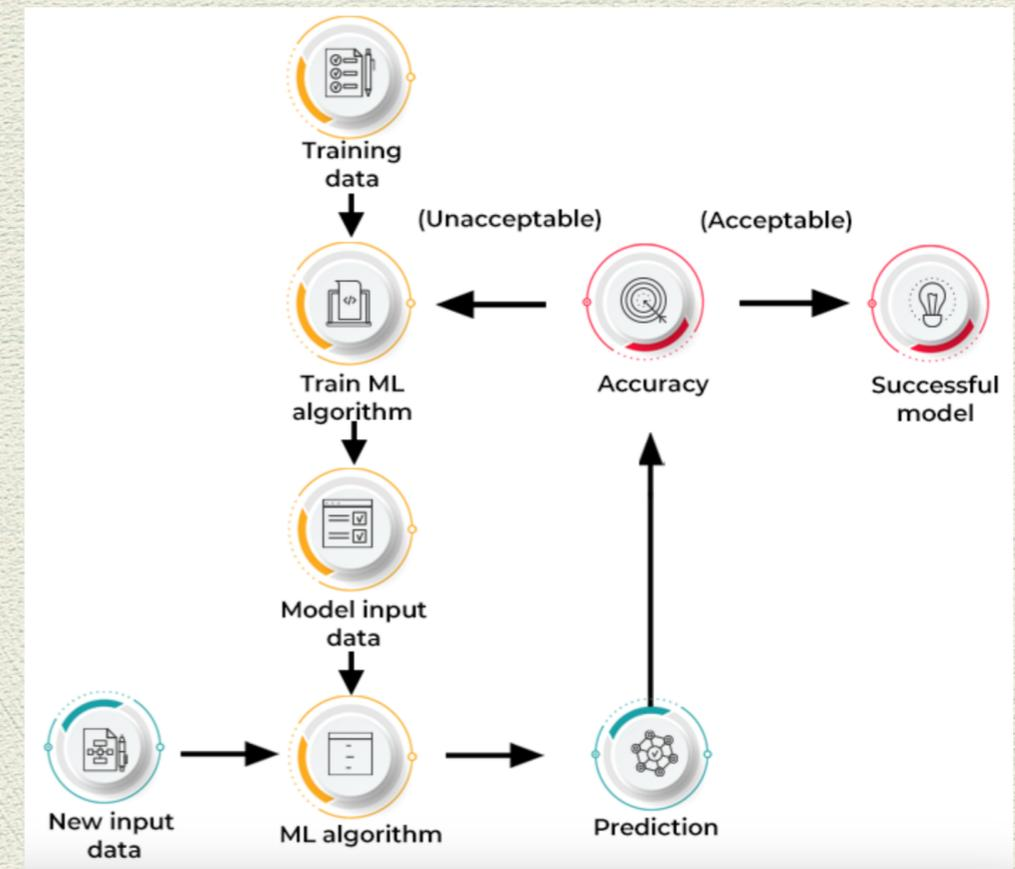 Training
data
(Unacceptable)
(Acceptable)
Train ML
algorithm
Accuracy
Successful
model
Model input
data
New input
data
ML algorithm
Prediction